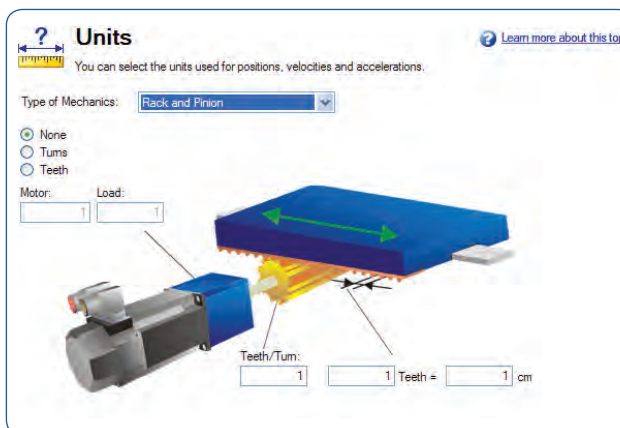 ?
Units
Learn more about this top
You can select the units used for positions, velocities and accelerations.
Type of Mechanics: Rack and Pinion
None
Turns
Teeth
Motor: Load:
1 1
Teeth/Turn:
1 1 Teeth = 1 cm